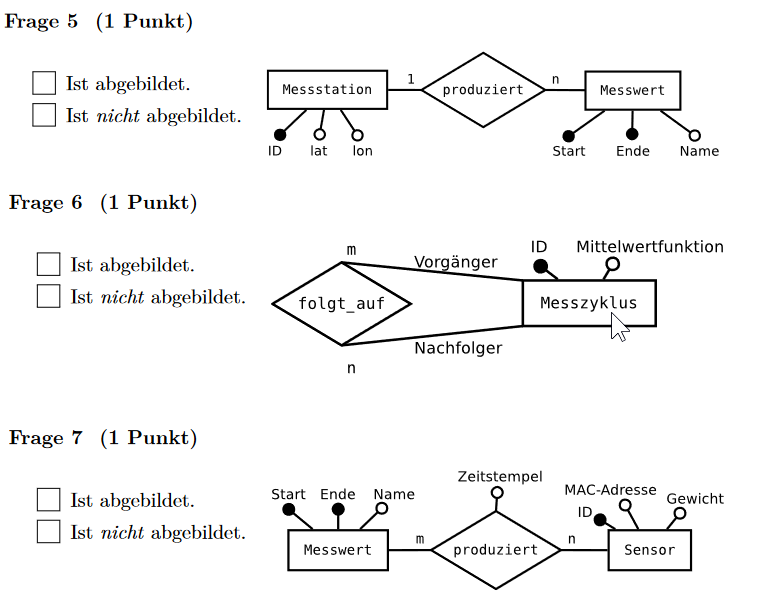 Frage 5 (1 Punkt)
Ist abgebildet.
Ist nicht abgebildet.
Messstation 1 produziert n Messwert
ID lat lon Start Ende Name
Frage 6 (1 Punkt)
Ist abgebildet.
Ist nicht abgebildet.
m Vorgänger ID Mittelwertfunktion
folgt_auf Messzyklus
Nachfolger
n
Frage 7 (1 Punkt)
Ist abgebildet.
Ist nicht abgebildet.
Zeitstempel
Start Ende Name MAC-Adresse Gewicht
ID
Messwert m produziert n Sensor